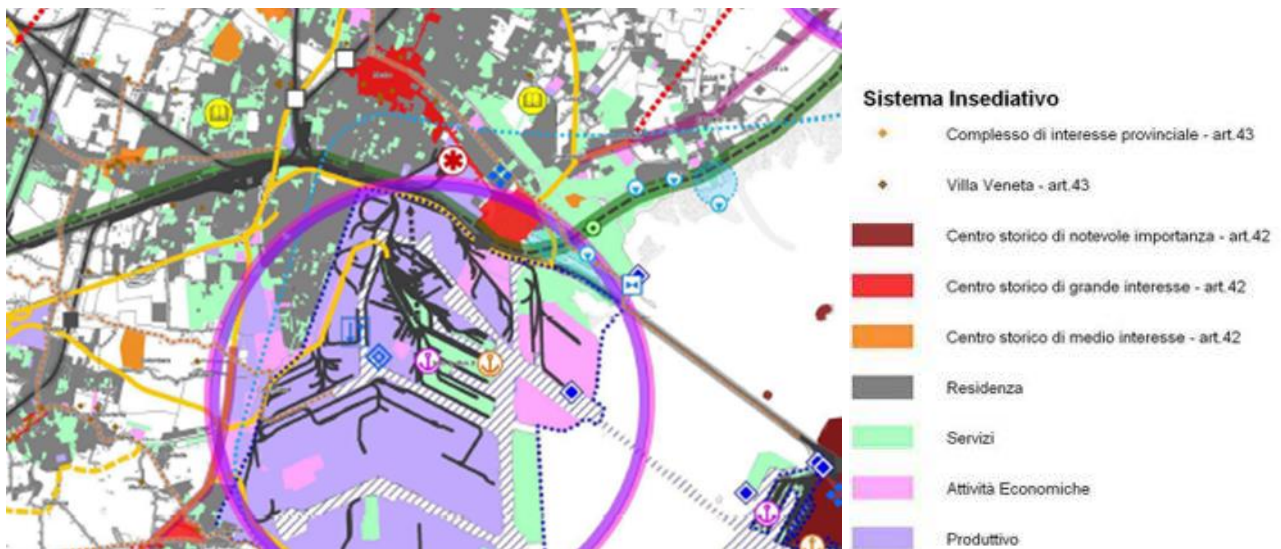 Sistema Insediativo
Complesso di interesse provinciale - art.43
Villa Veneta - art.43
Centro storico di notevole importanza - art.42
Centro storico di grande interesse - art.42
Centro storico di medio interesse - art.42
Residenza
Servizi
Attività Economiche
Produttivo